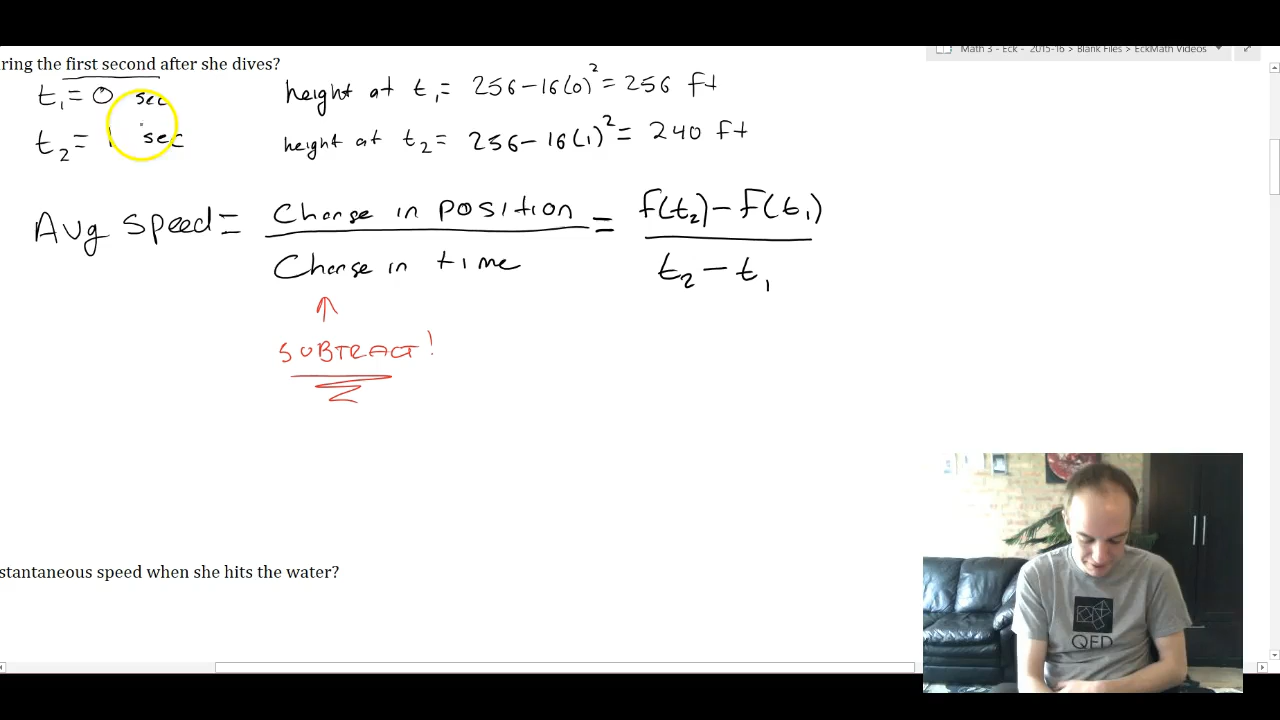 Math 3 - Eck - 2015-16 > Blank Files > EckMath Videos
ring the first second after she dives?
t₁ = 0 sec
height at t₁ = 256 - 16(0)² = 256 ft
t₂ = 1 sec
height at t₂ = 256 - 16(1)² = 240 ft
Avg Speed = Change in position / Change in time = f(t₂) - f(t₁) / t₂ - t₁
SUBTRACT!
stantaneous speed when she hits the water?
QED